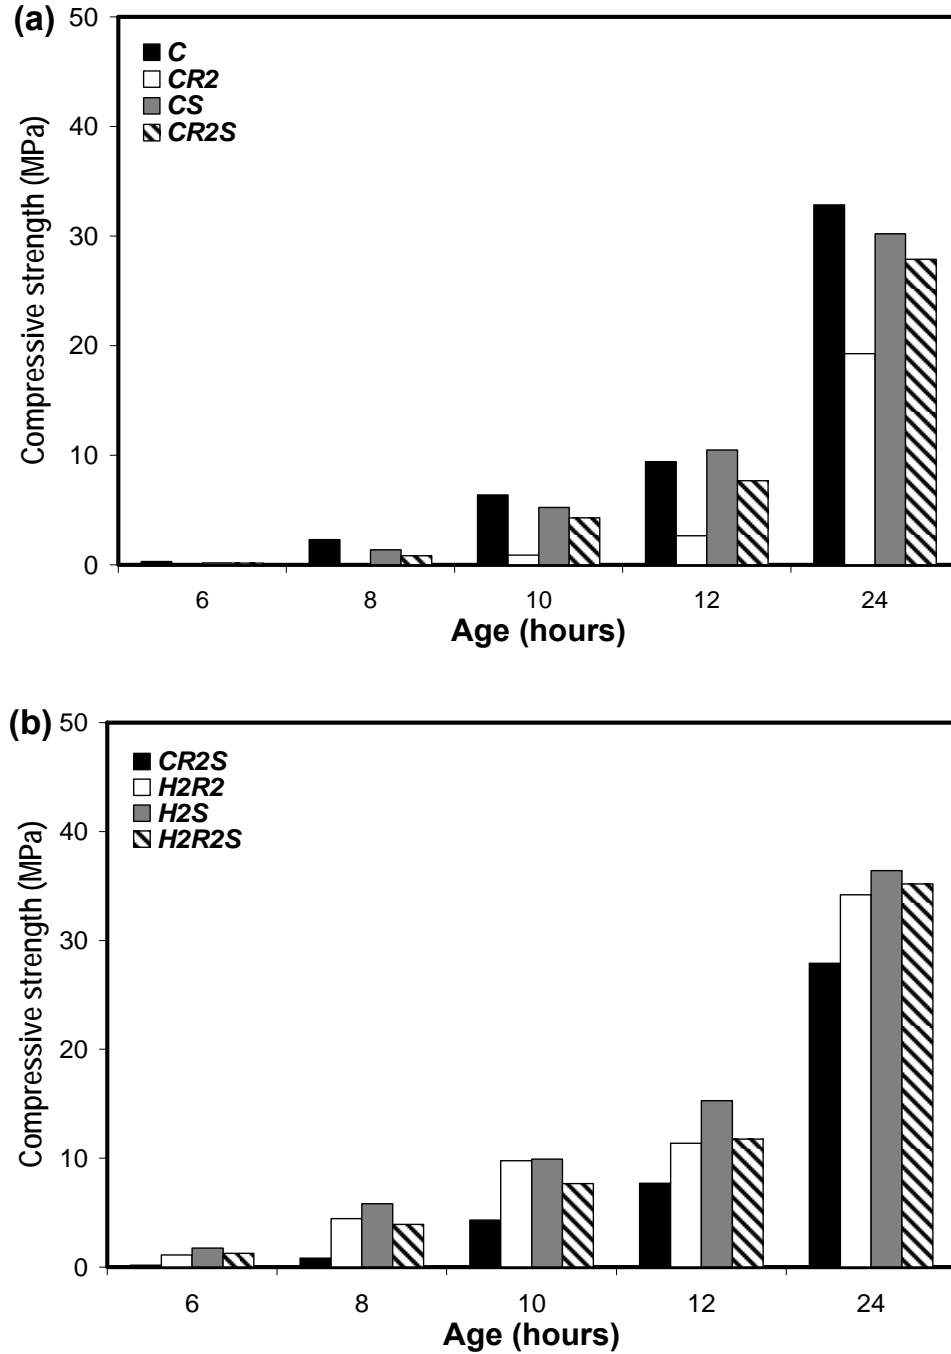 (a)
50
40
30
20
10
0
Compressive strength (MPa)
C
CR2
CS
CR2S
6 8 10 12 24
Age (hours)
(b)
50
40
30
20
10
0
Compressive strength (MPa)
CR2S
H2R2
H2S
H2R2S
6 8 10 12 24
Age (hours)